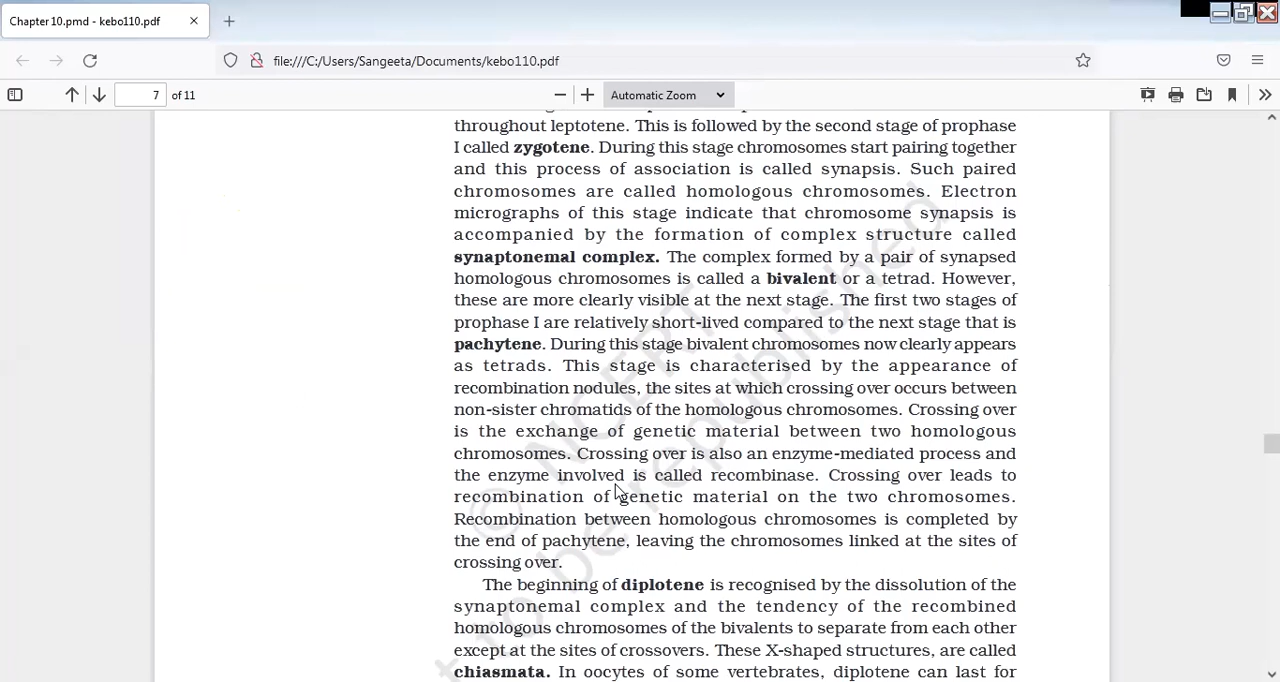 Chapter 10.pmd - kebo110.pdf
file:///C:/Users/Sangeeta/Documents/kebo110.pdf
7 of 11
Automatic Zoom
throughout leptotene. This is followed by the second stage of prophase
I called zygotene. During this stage chromosomes start pairing together
and this process of association is called synapsis. Such paired
chromosomes are called homologous chromosomes. Electron
micrographs of this stage indicate that chromosome synapsis is
accompanied by the formation of complex structure called
synaptonemal complex. The complex formed by a pair of synapsed
homologous chromosomes is called a bivalent or a tetrad. However,
these are more clearly visible at the next stage. The first two stages of
prophase I are relatively short-lived compared to the next stage that is
pachytene. During this stage bivalent chromosomes now clearly appears
as tetrads. This stage is characterised by the appearance of
recombination nodules, the sites at which crossing over occurs between
non-sister chromatids of the homologous chromosomes. Crossing over
is the exchange of genetic material between two homologous
chromosomes. Crossing over is also an enzyme-mediated process and
the enzyme involved is called recombinase. Crossing over leads to
recombination of genetic material on the two chromosomes.
Recombination between homologous chromosomes is completed by
the end of pachytene, leaving the chromosomes linked at the sites of
crossing over.
The beginning of diplotene is recognised by the dissolution of the
synaptonemal complex and the tendency of the recombined
homologous chromosomes of the bivalents to separate from each other
except at the sites of crossovers. These X-shaped structures, are called
chiasmata. In oocytes of some vertebrates, diplotene can last for
© NCERT
to be republished